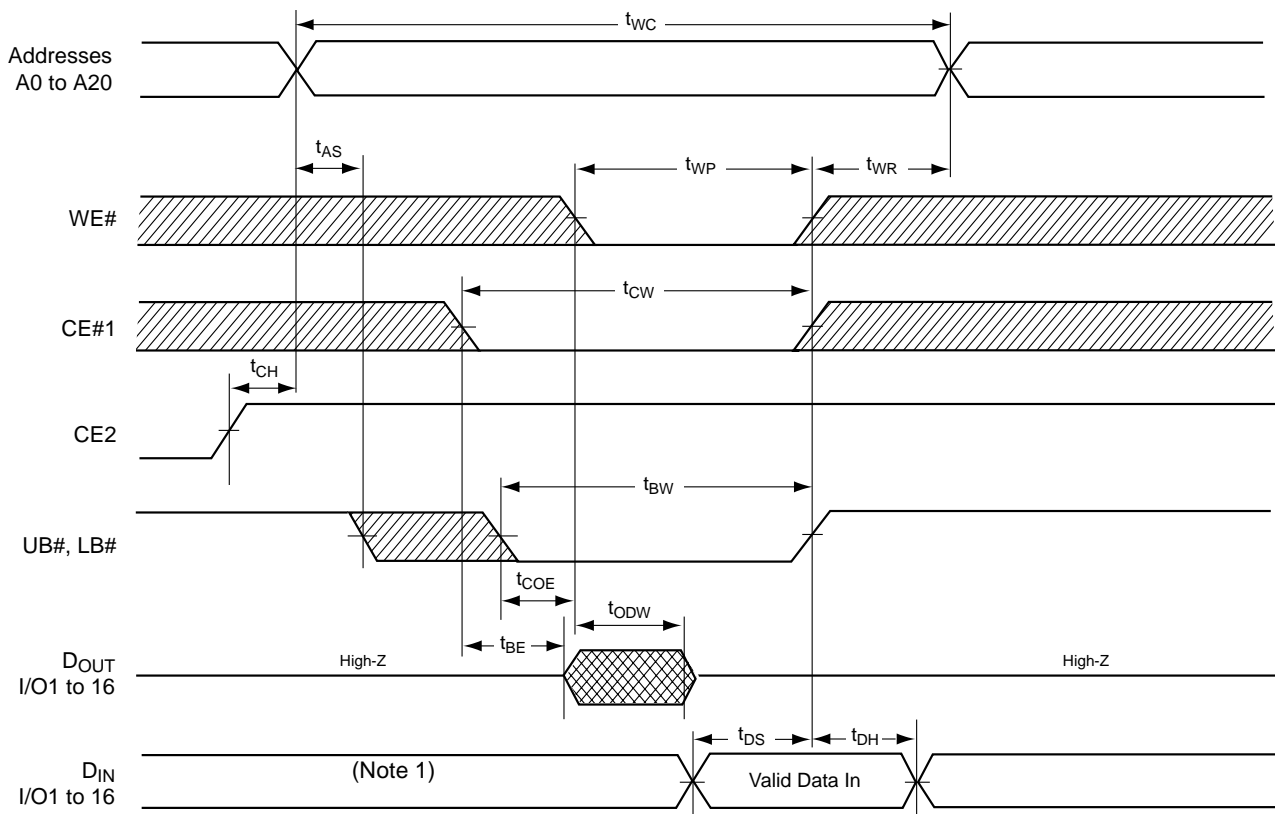 tWC
Addresses
A0 to A20
tAS
tWP
tWR
WE#
tCW
CE#1
tCH
CE2
tBW
UB#, LB#
tCOE
tODW
tBE
DOUT
I/O1 to 16
High-Z
High-Z
tDS
tDH
DIN
I/O1 to 16
(Note 1)
Valid Data In